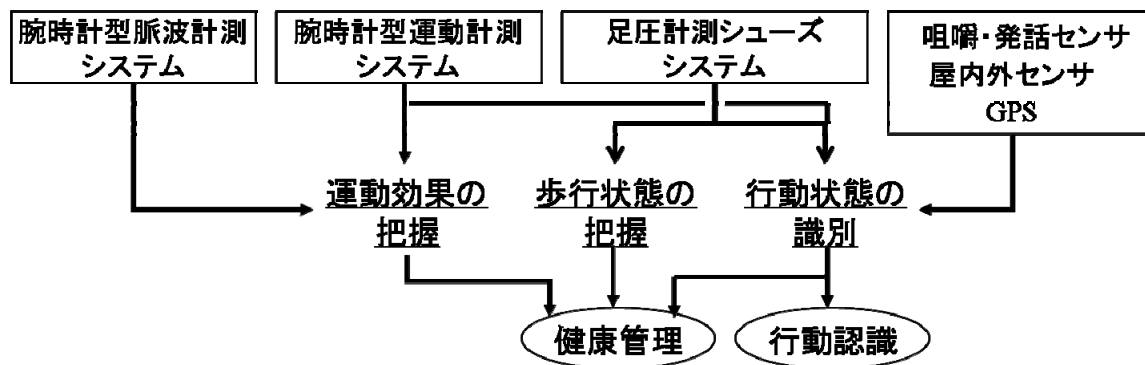 腕時計型脈波計測
システム
腕時計型運動計測
システム
足圧計測シューズ
システム
咀嚼・発話センサ
屋内外センサ
GPS
運動効果の
把握
歩行状態の
把握
行動状態の
識別
健康管理
行動認識